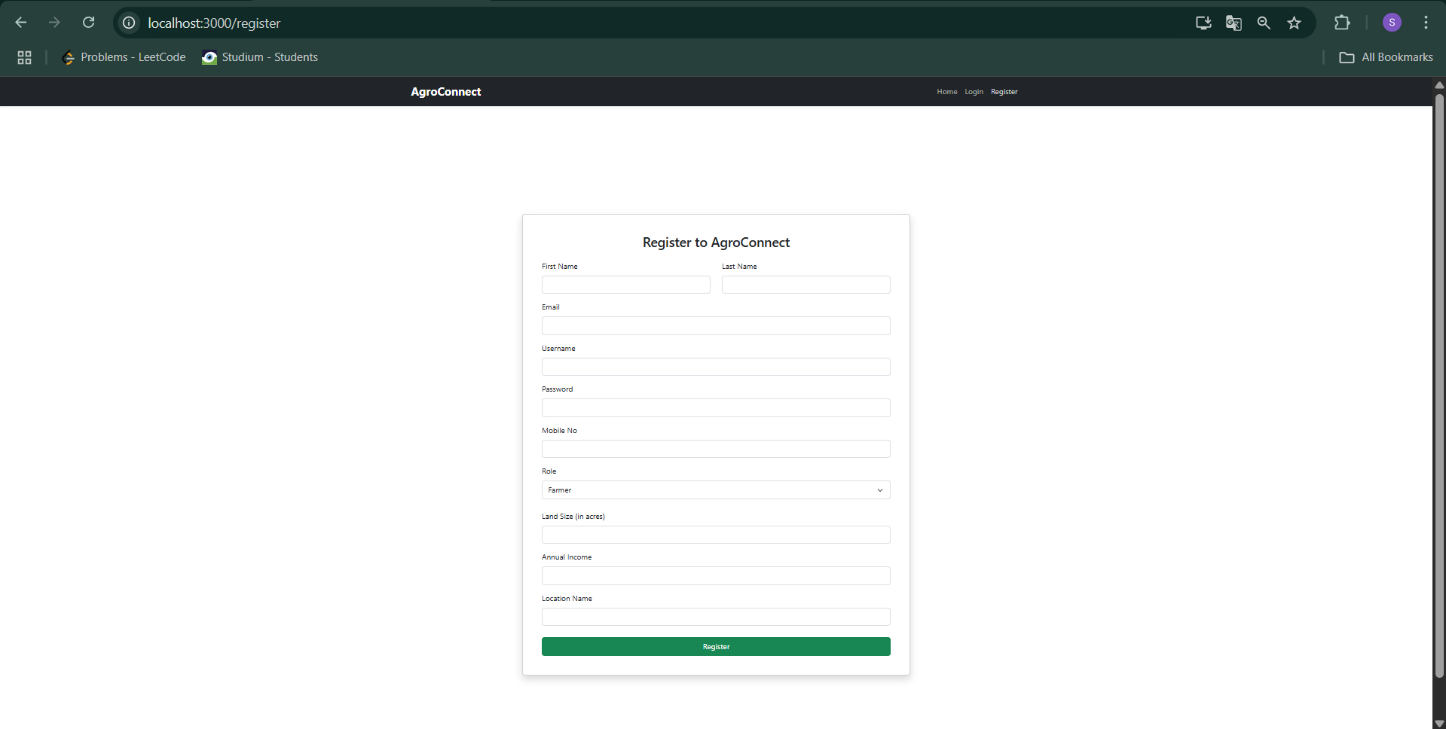 localhost:3000/register
Problems - LeetCode
Studium - Students
All Bookmarks
S
AgroConnect
Home Login Register
Register to AgroConnect
First Name Last Name
Email
Username
Password
Mobile No
Role
Farmer
Land Size (in acres)
Annual Income
Location Name
Register